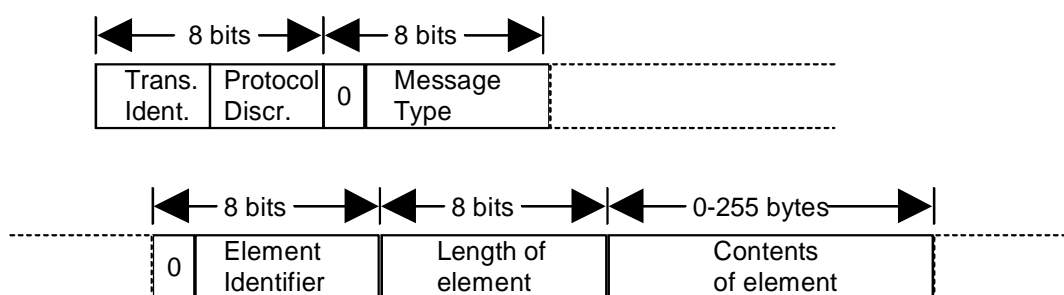 8 bits 8 bits
Trans. Protocol 0 Message
Ident. Discr. Type
8 bits 8 bits 0-255 bytes
0 Element Length of Contents
Identifier element of element